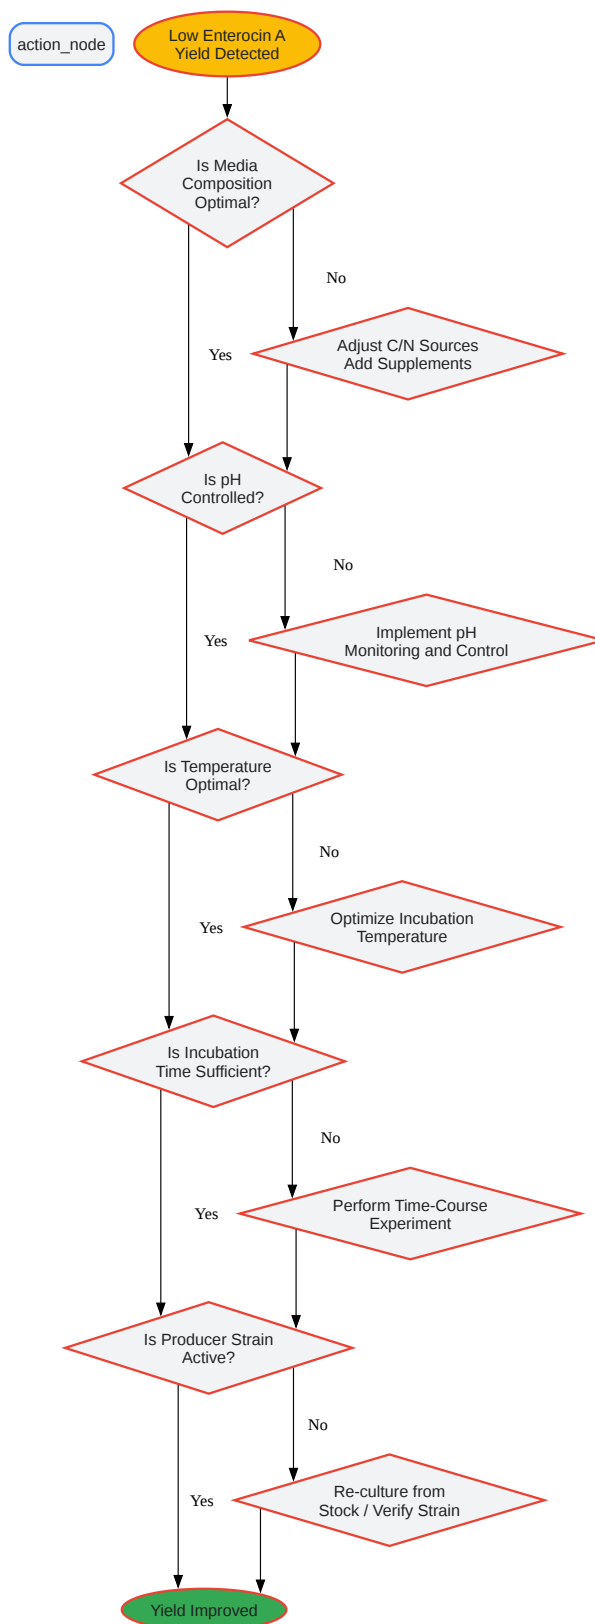 action_node
Low Enterocin A
Yield Detected
Is Media
Composition
Optimal?
No
Adjust C/N Sources
Add Supplements
Yes
Is pH
Controlled?
No
Implement pH
Monitoring and Control
Yes
Is Temperature
Optimal?
No
Optimize Incubation
Temperature
Yes
Is Incubation
Time Sufficient?
No
Perform Time-Course
Experiment
Yes
Is Producer Strain
Active?
No
Re-culture from
Stock / Verify Strain
Yes
Yield Improved